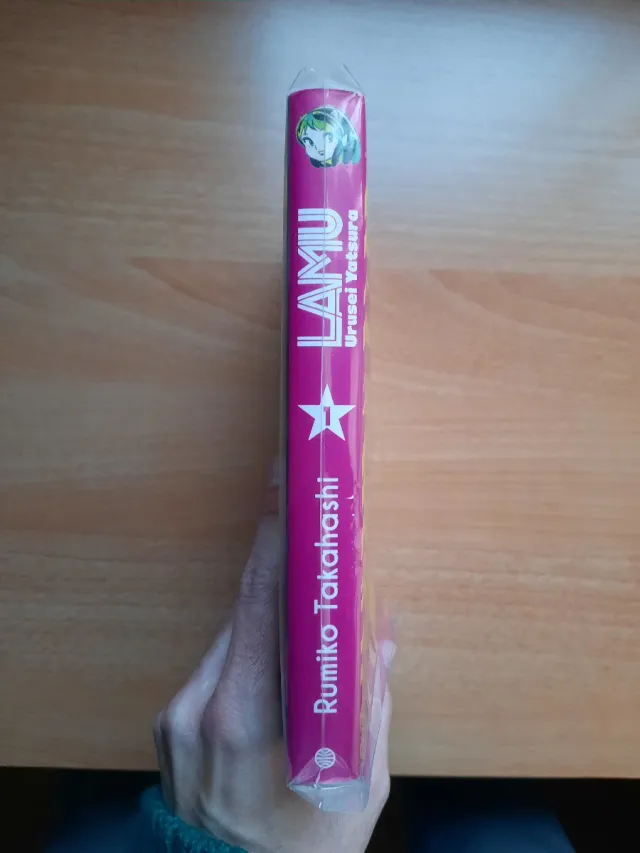 LAMU
Urusei Yatsura
1
Rumiko Takahashi